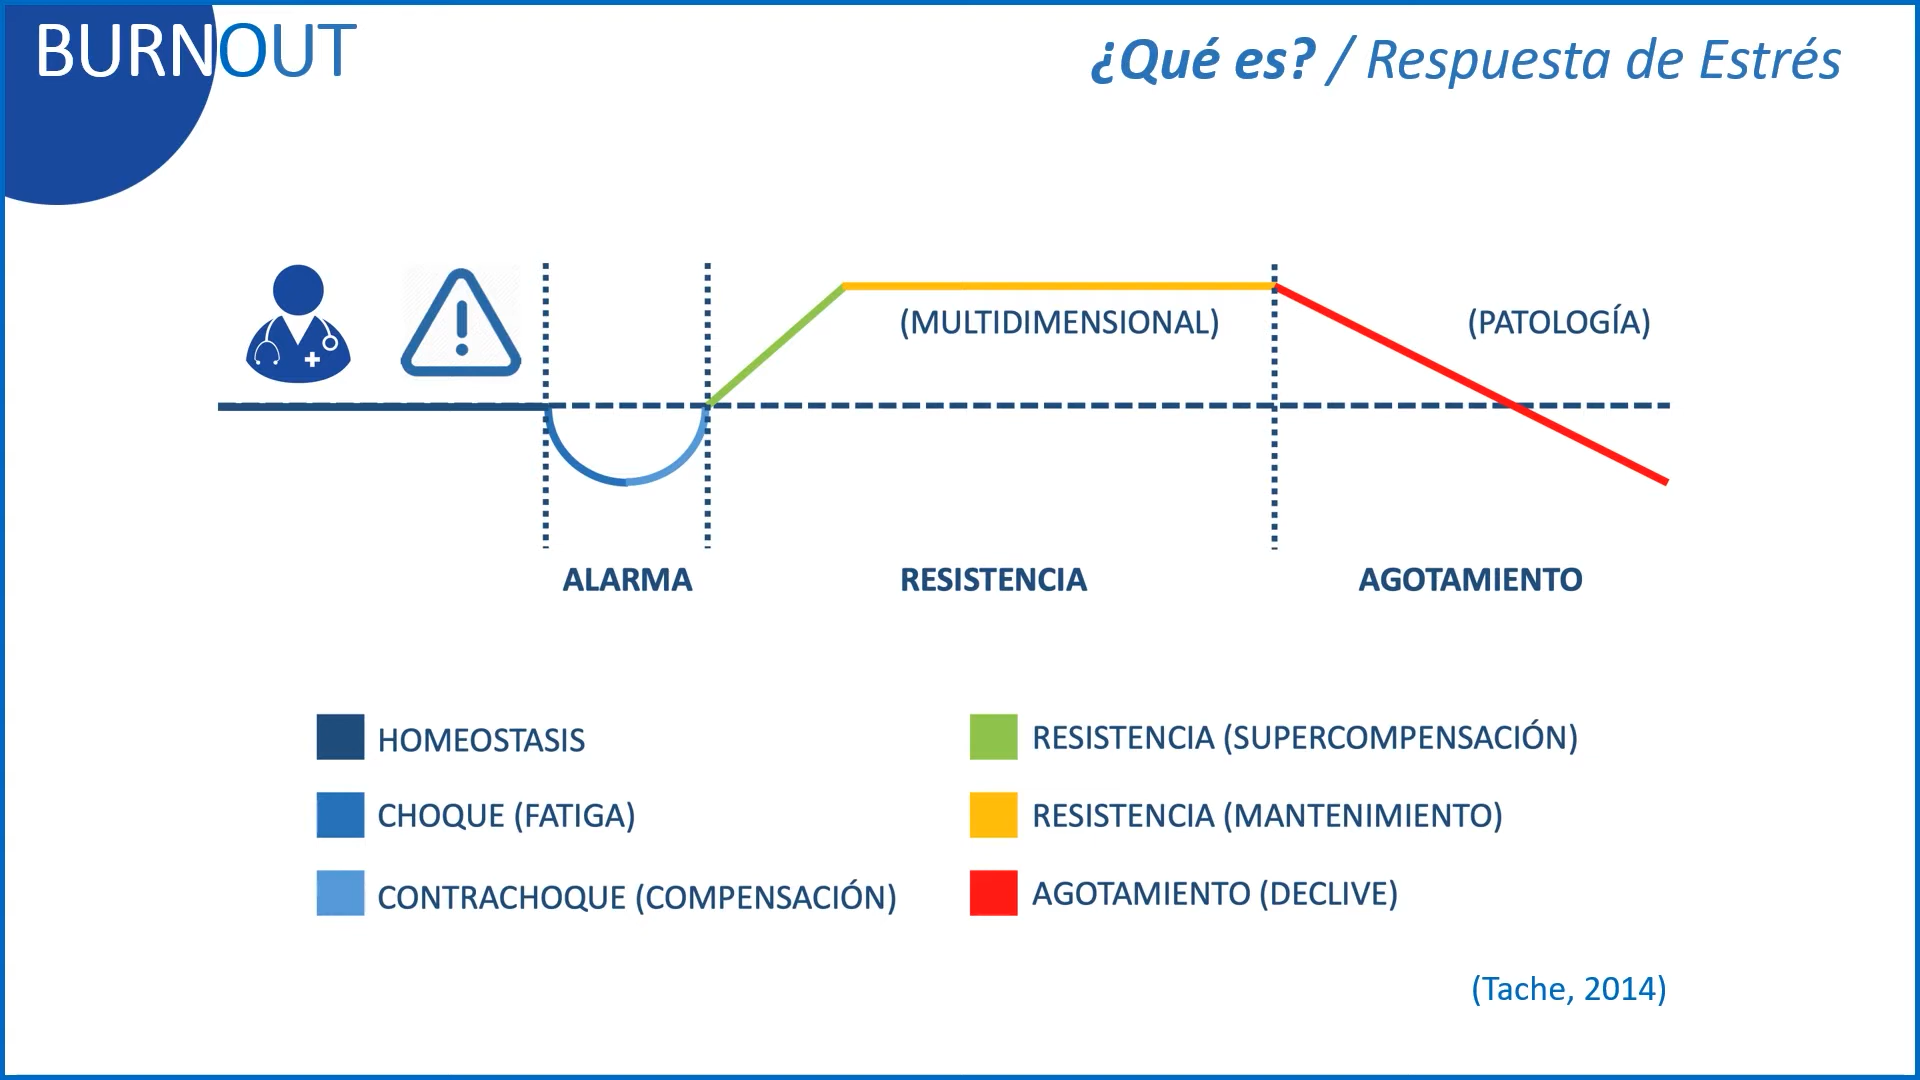 BURNOUT
¿Qué es? / Respuesta de Estrés
(MULTIDIMENSIONAL)
(PATOLOGÍA)
ALARMA
RESISTENCIA
AGOTAMIENTO
HOMEOSTASIS
CHOQUE (FATIGA)
CONTRACHOQUE (COMPENSACIÓN)
RESISTENCIA (SUPERCOMPENSACIÓN)
RESISTENCIA (MANTENIMIENTO)
AGOTAMIENTO (DECLIVE)
(Tache, 2014)